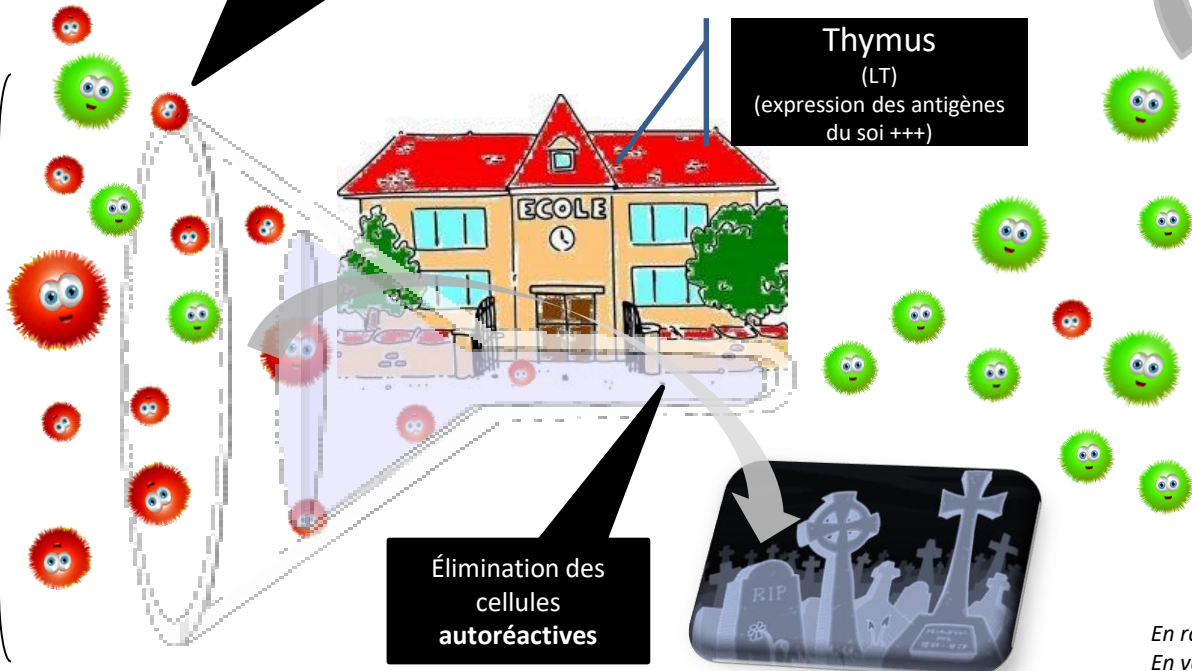 Thymus
(LT)
(expression des antigènes
du soi +++)
ECOLE
Élimination des
cellules
autoréactives
RIP